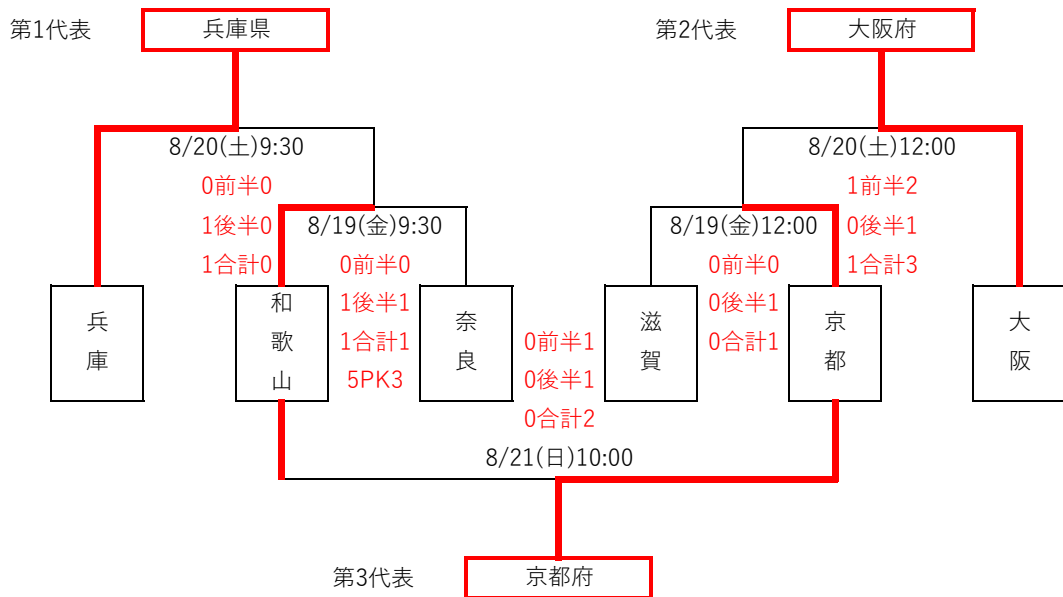 第1代表
兵庫県
第2代表
大阪府
8/20(土)9:30
0前半0
1後半0
1合計0
8/20(土)12:00
1前半2
0後半1
1合計3
8/19(金)9:30
0前半0
1後半1
1合計1
5PK3
8/19(金)12:00
0前半0
0後半1
0合計1
兵庫
和歌山
奈良
滋賀
京都
大阪
0前半1
0後半1
0合計2
8/21(日)10:00
第3代表
京都府